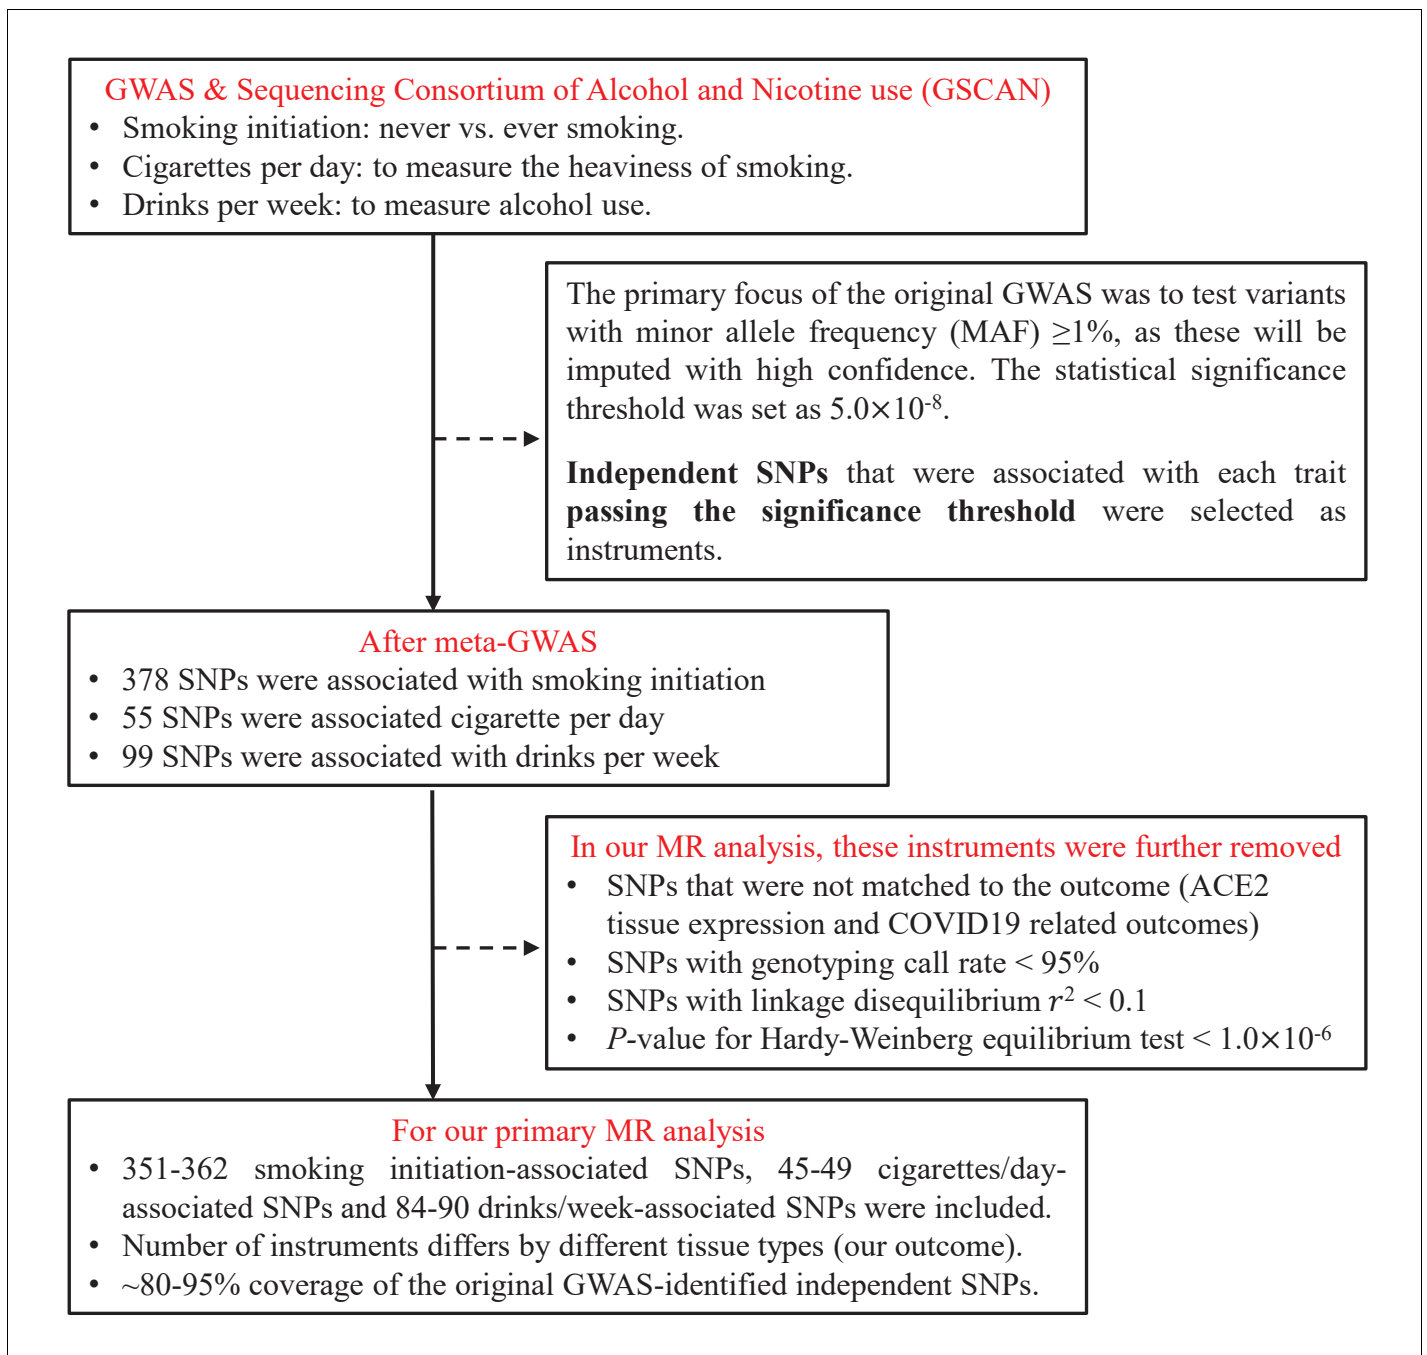 GWAS & Sequencing Consortium of Alcohol and Nicotine use (GSCAN)
• Smoking initiation: never vs. ever smoking.
• Cigarettes per day: to measure the heaviness of smoking.
• Drinks per week: to measure alcohol use.
The primary focus of the original GWAS was to test variants
with minor allele frequency (MAF) ≥1%, as these will be
imputed with high confidence. The statistical significance
threshold was set as 5.0×10⁻⁸.
Independent SNPs that were associated with each trait
passing the significance threshold were selected as
instruments.
After meta-GWAS
• 378 SNPs were associated with smoking initiation
• 55 SNPs were associated cigarette per day
• 99 SNPs were associated with drinks per week
In our MR analysis, these instruments were further removed
• SNPs that were not matched to the outcome (ACE2
tissue expression and COVID19 related outcomes)
• SNPs with genotyping call rate < 95%
• SNPs with linkage disequilibrium r² < 0.1
• P-value for Hardy-Weinberg equilibrium test < 1.0×10⁻⁶
For our primary MR analysis
• 351-362 smoking initiation-associated SNPs, 45-49 cigarettes/day-
associated SNPs and 84-90 drinks/week-associated SNPs were included.
• Number of instruments differs by different tissue types (our outcome).
• ~80-95% coverage of the original GWAS-identified independent SNPs.